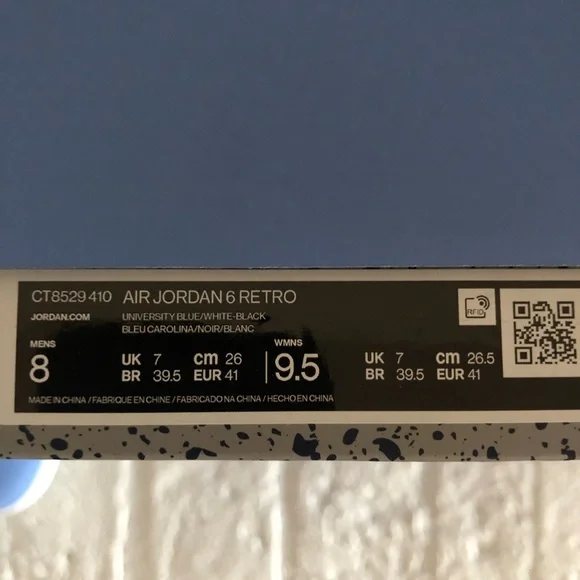 CT8529 410 AIR JORDAN 6 RETRO
JORDAN.COM UNIVERSITY BLUE/WHITE-BLACK
BLEU CAROLINA/NOIR/BLANC
RFID
MENS WMNS
8 UK 7 cm 26 9.5 UK 7 cm 26.5
BR 39.5 EUR 41 BR 39.5 EUR 41
MADE IN CHINA / FABRIQUE EN CHINE / FABRICADO NA CHINA / HECHO EN CHINA